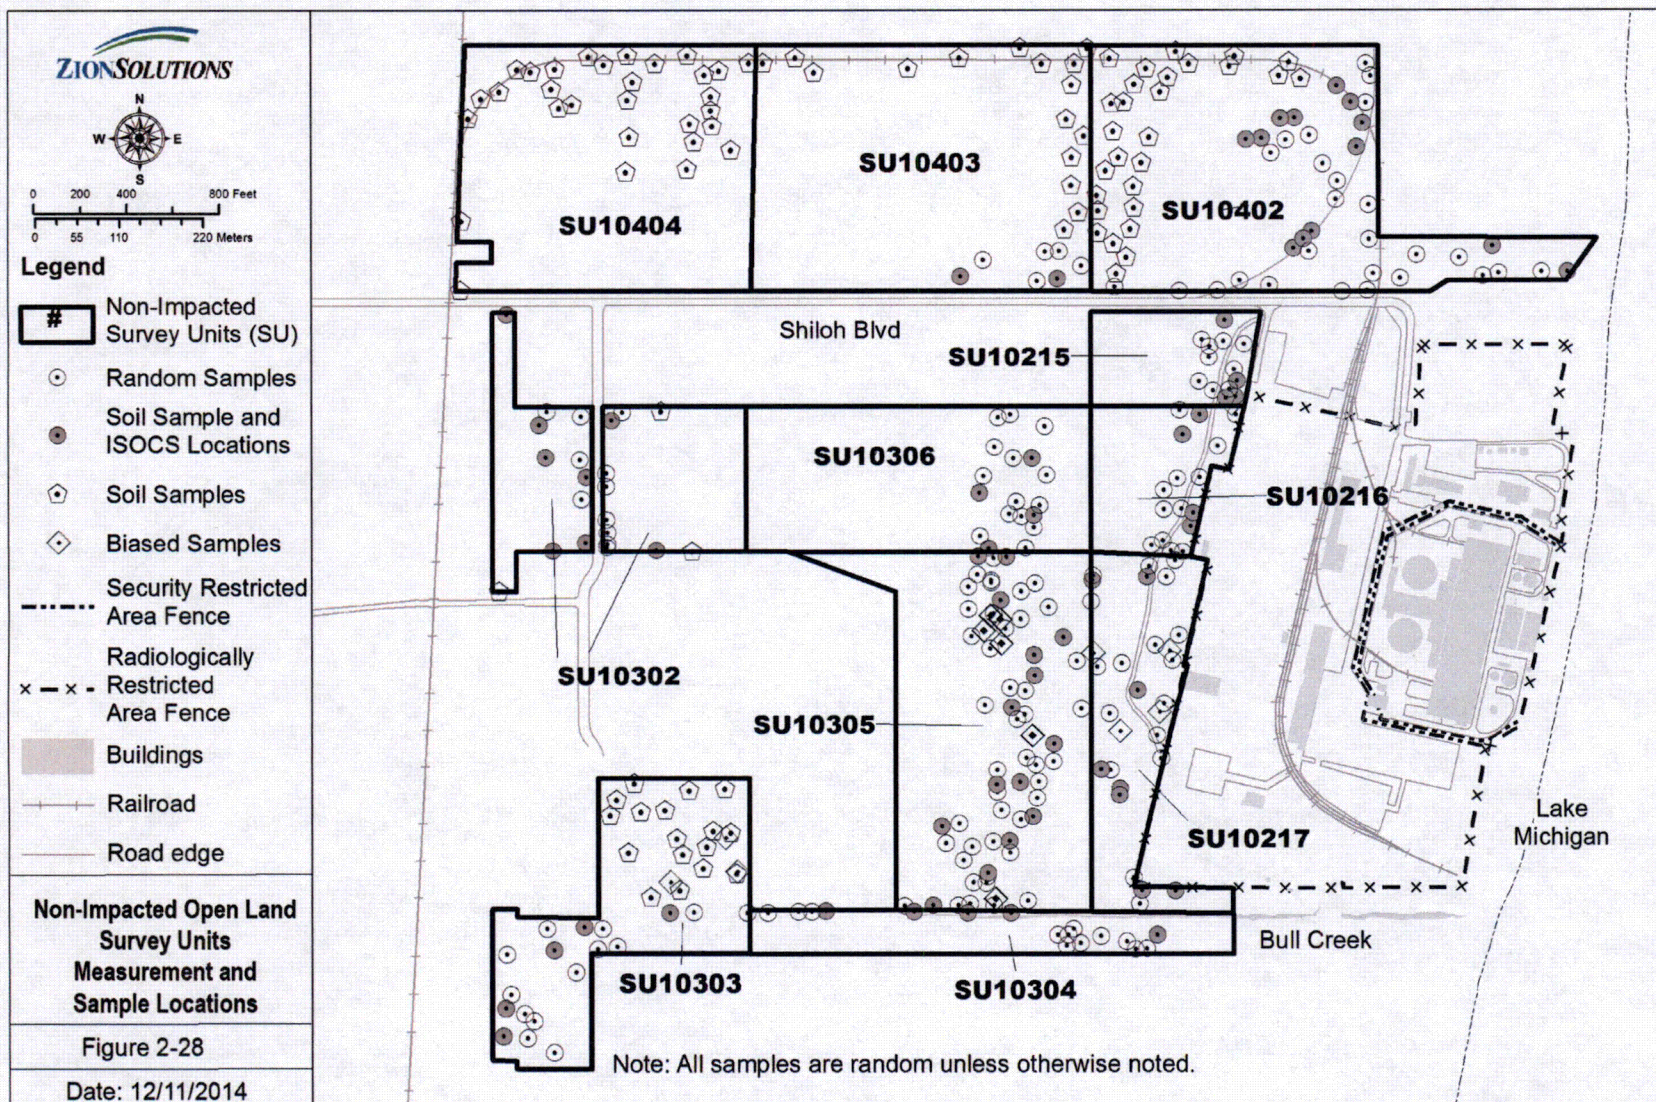 ZIONSOLUTIONS
N
W E
S
0 200 400 800 Feet
0 55 110 220 Meters
Legend
#
Non-Impacted
Survey Units (SU)
Random Samples
Soil Sample and
ISOCS Locations
Soil Samples
Biased Samples
Security Restricted
Area Fence
Radiologically
Restricted
Area Fence
Buildings
Railroad
Road edge
Non-Impacted Open Land
Survey Units
Measurement and
Sample Locations
Figure 2-28
Date: 12/11/2014
SU10404
SU10403
SU10402
Shiloh Blvd
SU10215
SU10306
SU10216
SU10302
SU10305
SU10217
Lake
Michigan
Bull Creek
SU10303
SU10304
Note: All samples are random unless otherwise noted.